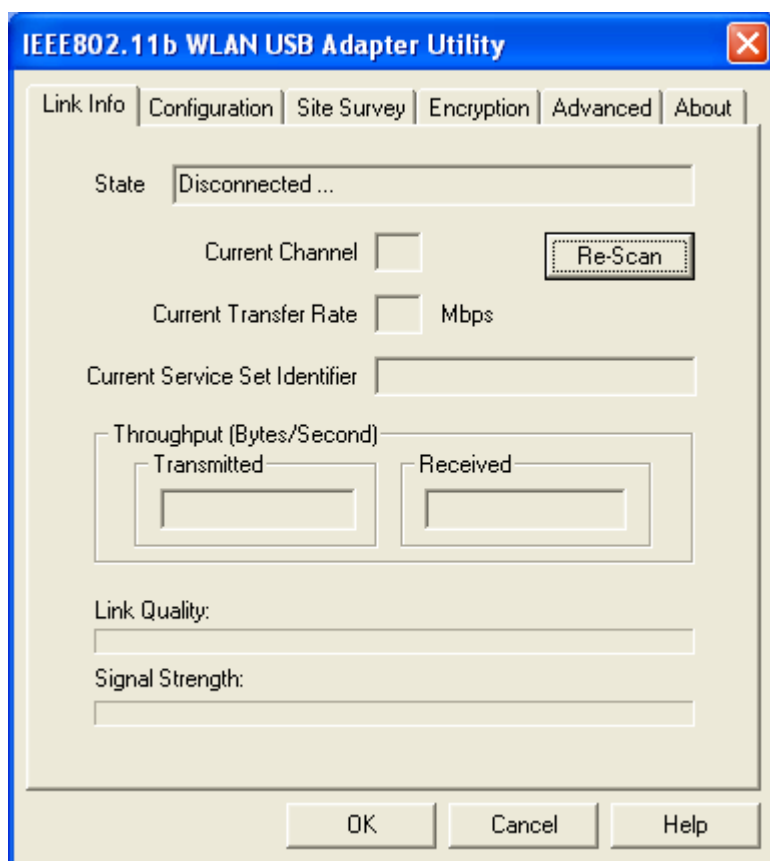 IEEE802.11b WLAN USB Adapter Utility
Link Info Configuration Site Survey Encryption Advanced About
State Disconnected ...
Current Channel Re-Scan
Current Transfer Rate Mbps
Current Service Set Identifier
Throughput (Bytes/Second)
Transmitted Received
Link Quality:
Signal Strength:
OK Cancel Help